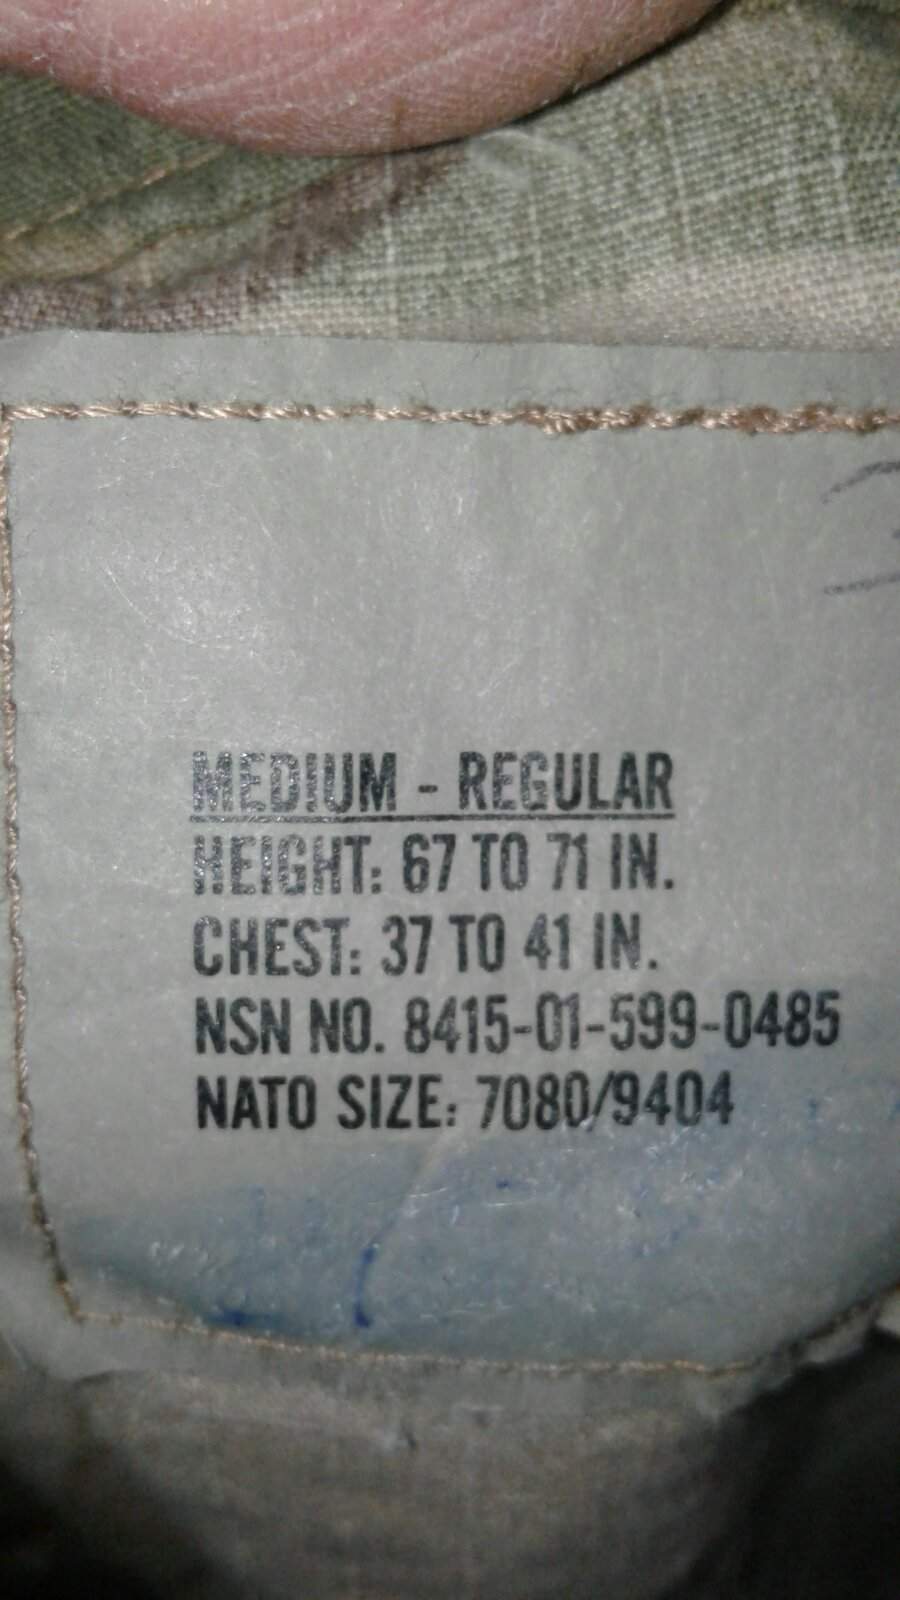 MEDIUM - REGULAR
HEIGHT: 67 TO 71 IN.
CHEST: 37 TO 41 IN.
NSN NO. 8415-01-599-0485
NATO SIZE: 7080/9404